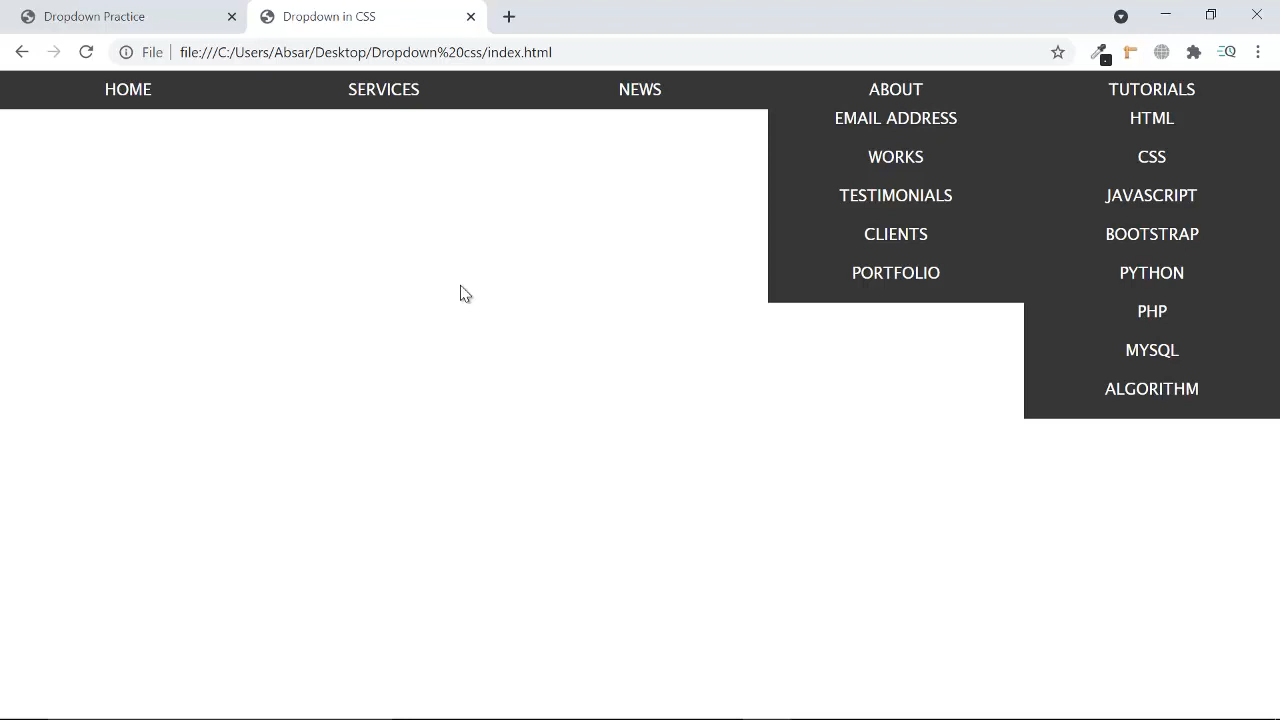 Dropdown Practice
Dropdown in CSS
File
file:///C:/Users/Absar/Desktop/Dropdown%20css/index.html
HOME SERVICES NEWS ABOUT TUTORIALS
EMAIL ADDRESS HTML
WORKS CSS
TESTIMONIALS JAVASCRIPT
CLIENTS BOOTSTRAP
PORTFOLIO PYTHON
PHP
MYSQL
ALGORITHM